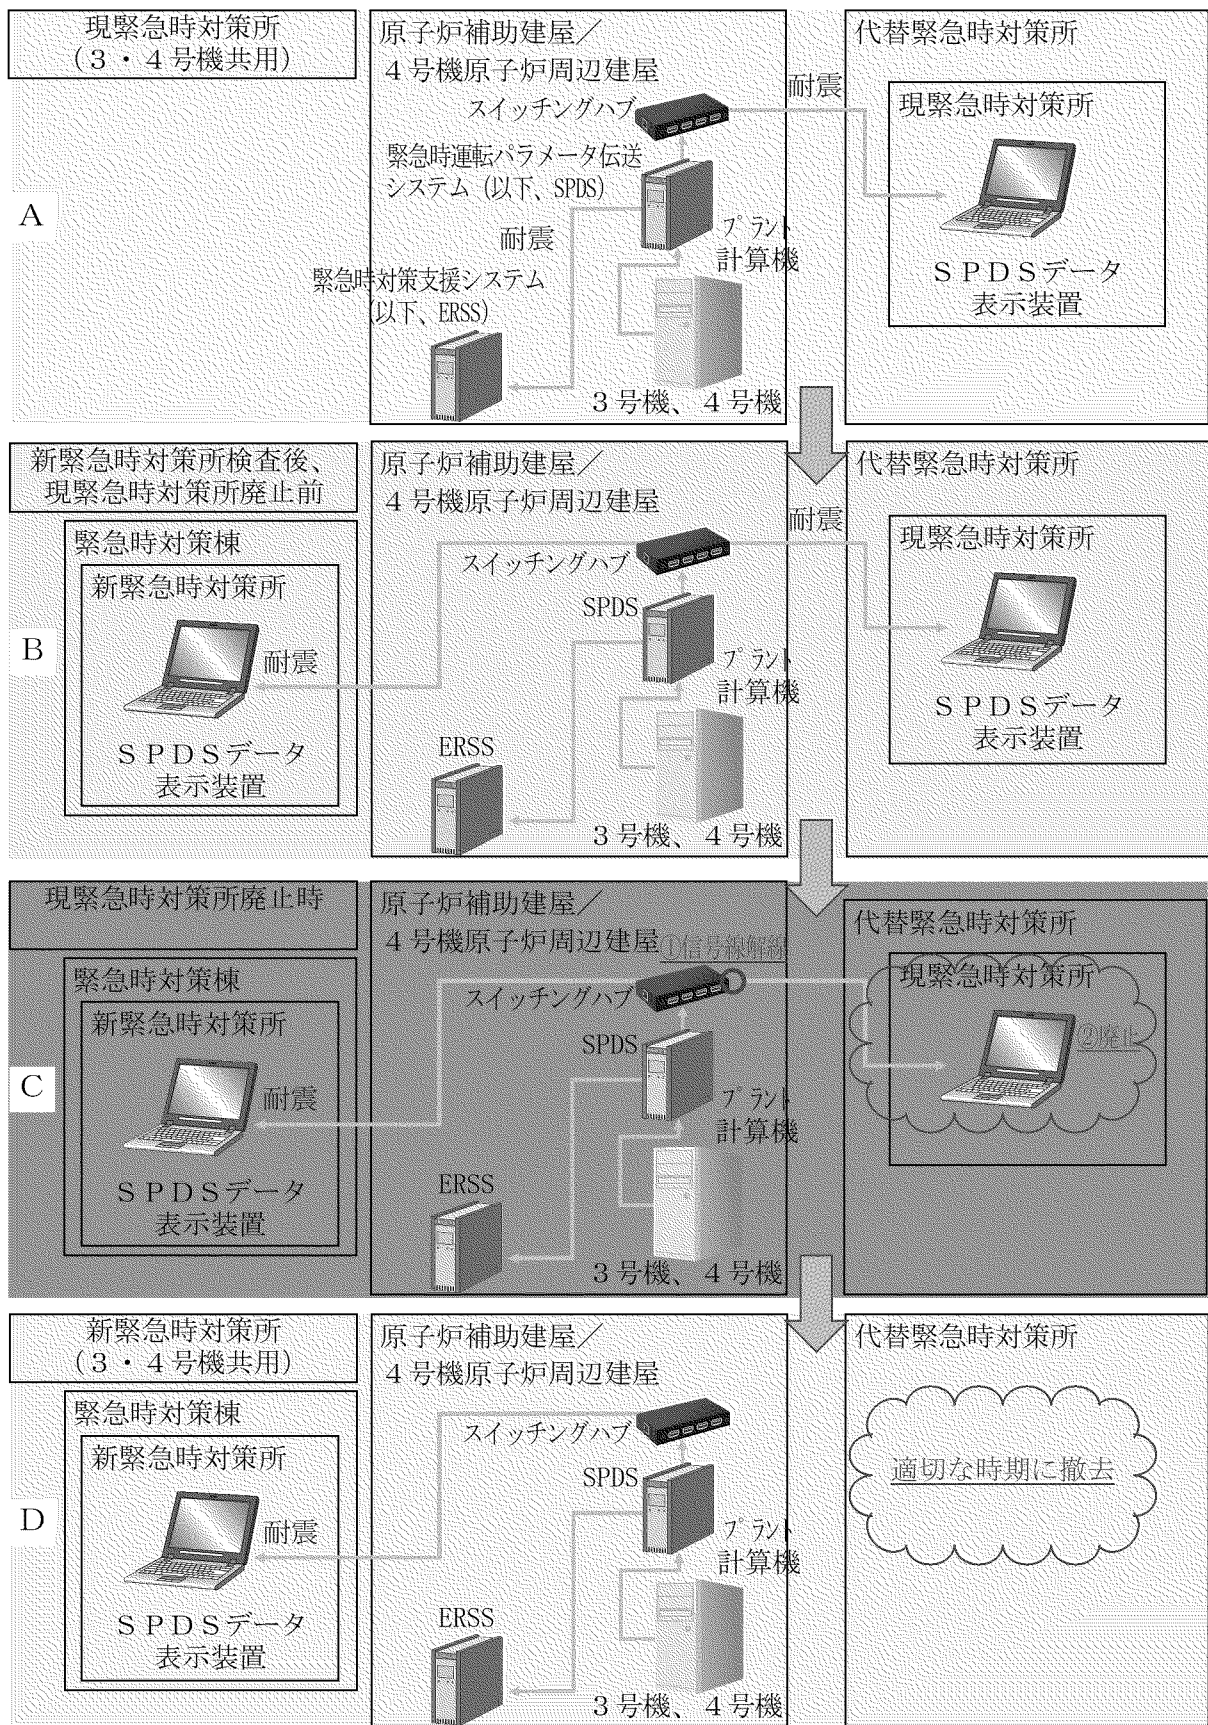 現緊急時対策所
(3・4号機共用)
原子炉補助建屋/
4号機原子炉周辺建屋
代替緊急時対策所
耐震
現緊急時対策所
スイッチングハブ
緊急時運転パラメータ伝送
システム (以下、SPDS)
A
耐震
プラント
計算機
緊急時対策支援システム
(以下、ERSS)
SPDSデータ
表示装置
3号機、4号機
新緊急時対策所検査後、
現緊急時対策所廃止前
原子炉補助建屋/
4号機原子炉周辺建屋
代替緊急時対策所
耐震
緊急時対策棟
新緊急時対策所
現緊急時対策所
スイッチングハブ
SPDS
B
耐震
プラント
計算機
SPDSデータ
表示装置
ERSS
SPDSデータ
表示装置
3号機、4号機
現緊急時対策所廃止時
原子炉補助建屋/
4号機原子炉周辺建屋
①信号線解線
代替緊急時対策所
緊急時対策棟
新緊急時対策所
現緊急時対策所
スイッチングハブ
SPDS
②廃止
C
耐震
プラント
計算機
ERSS
SPDSデータ
表示装置
3号機、4号機
新緊急時対策所
(3・4号機共用)
原子炉補助建屋/
4号機原子炉周辺建屋
代替緊急時対策所
緊急時対策棟
新緊急時対策所
スイッチングハブ
SPDS
適切な時期に撤去
D
耐震
プラント
計算機
ERSS
SPDSデータ
表示装置
3号機、4号機